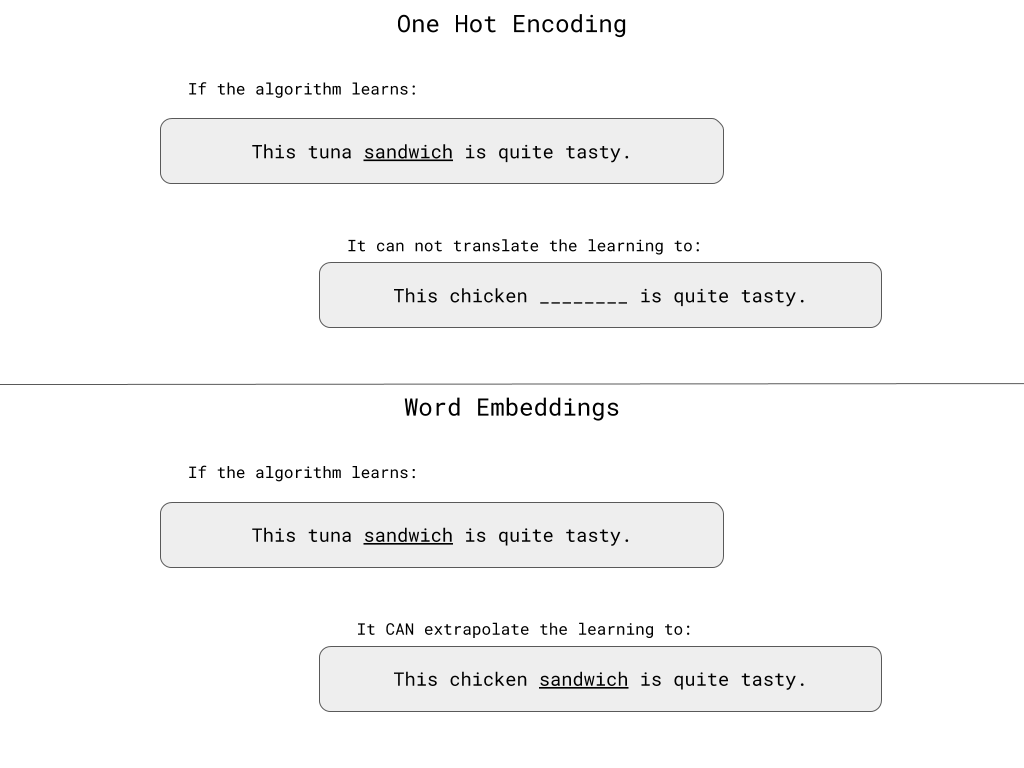 One Hot Encoding
If the algorithm learns:
This tuna sandwich is quite tasty.
It can not translate the learning to:
This chicken ________ is quite tasty.
Word Embeddings
If the algorithm learns:
This tuna sandwich is quite tasty.
It CAN extrapolate the learning to:
This chicken sandwich is quite tasty.